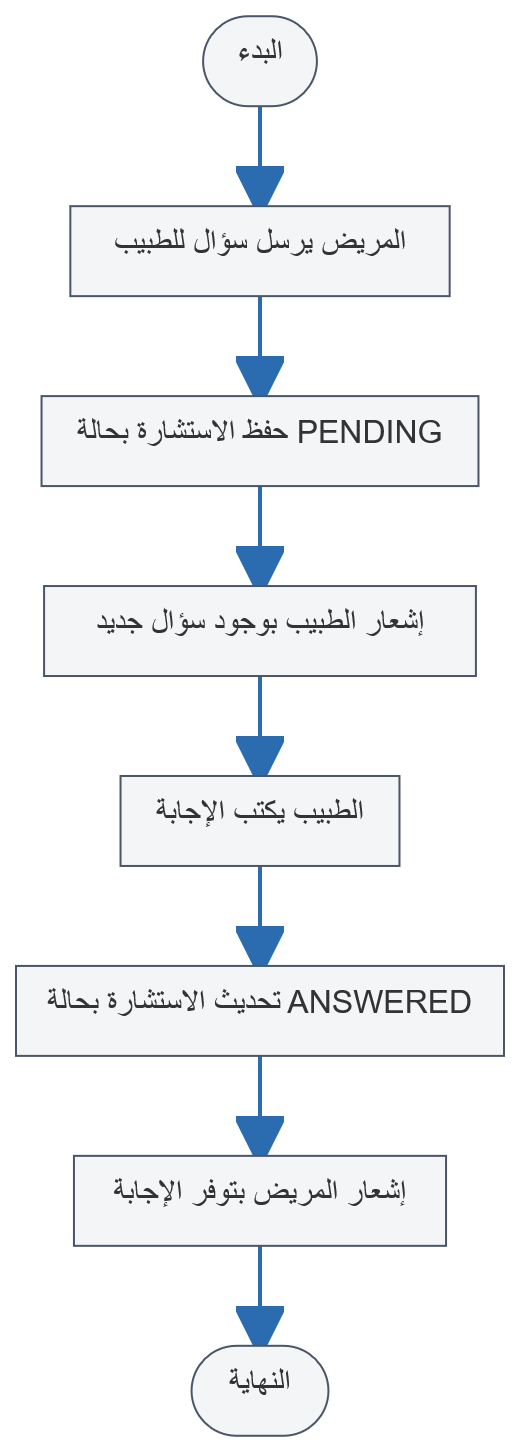 البدء
المريض يرسل سؤال للطبيب
حفظ الاستشارة بحالة PENDING
إشعار الطبيب بوجود سؤال جديد
الطبيب يكتب الإجابة
تحديث الاستشارة بحالة ANSWERED
إشعار المريض بتوفر الإجابة
النهاية